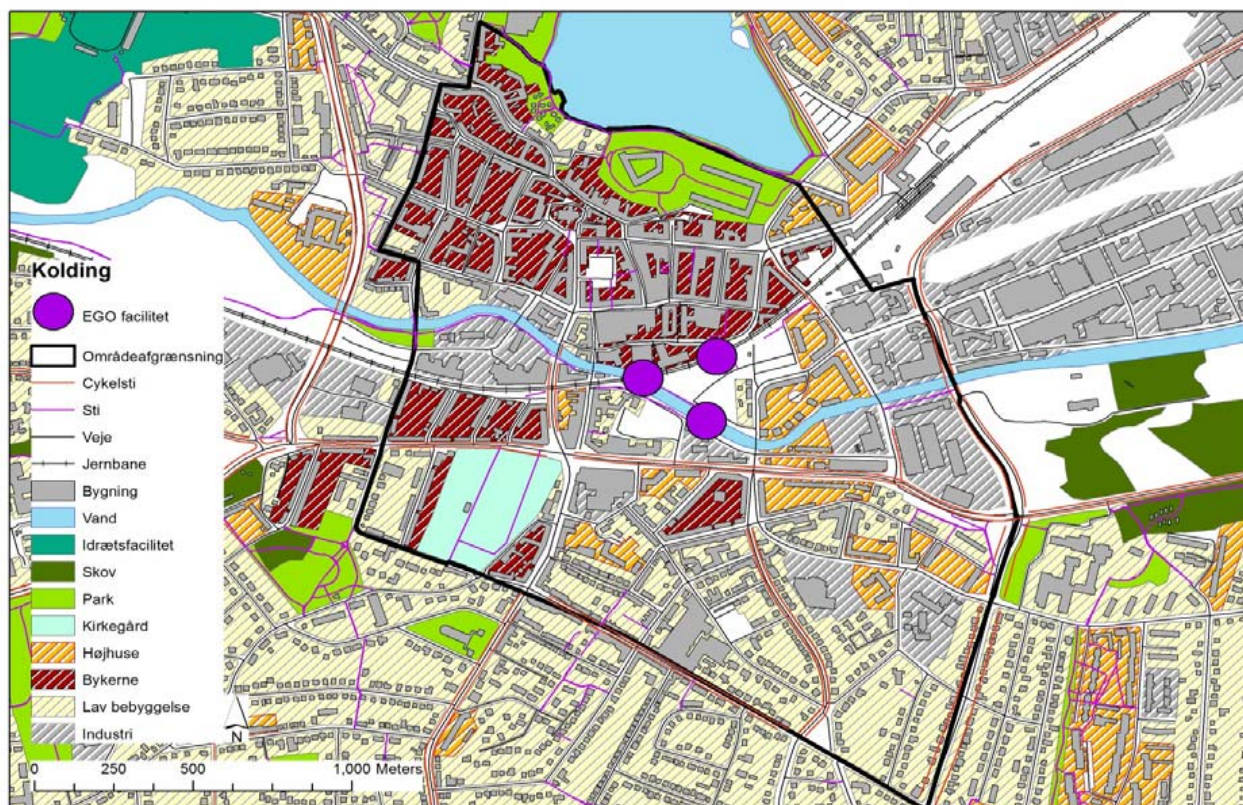 Kolding
EGO facilitet
Områdeafgrænsning
Cykelsti
Sti
Veje
Jernbane
Bygning
Vand
Idrætsfacilitet
Skov
Park
Kirkegård
Højhuse
Bykerne
Lav bebyggelse
Industri
N
0 250 500 1,000 Meters